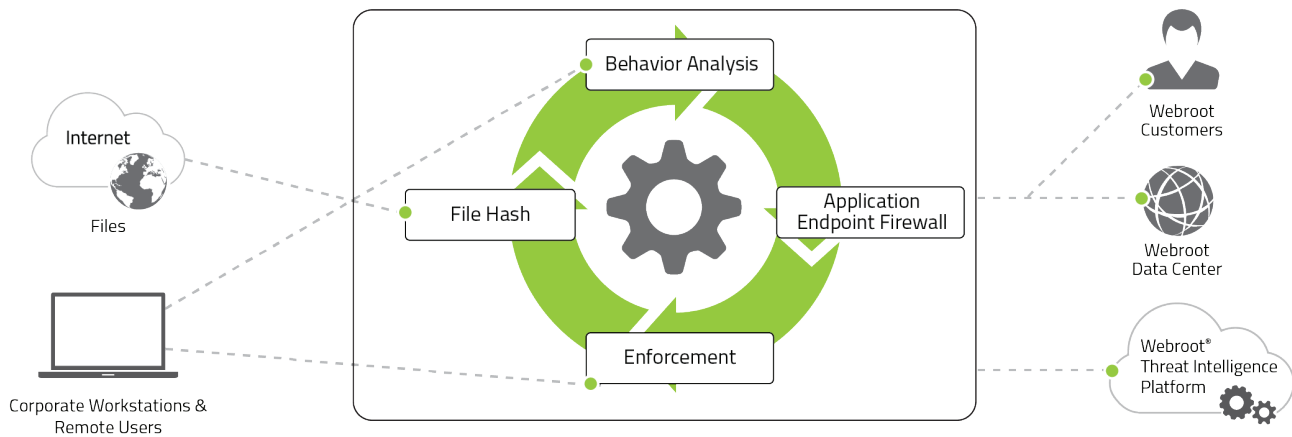 Internet
Files
Corporate Workstations &
Remote Users
Behavior Analysis
File Hash
Application
Endpoint Firewall
Enforcement
Webroot
Customers
Webroot
Data Center
Webroot®
Threat Intelligence
Platform